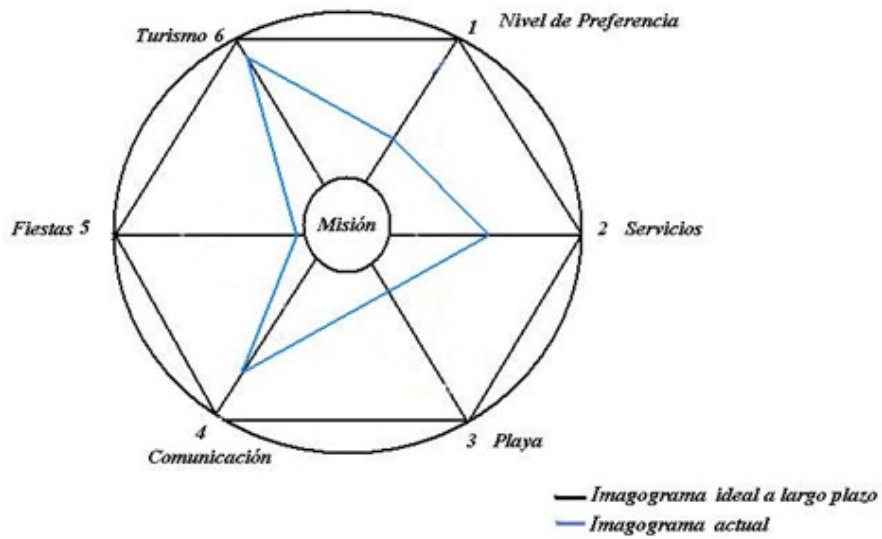 Turismo 6
1 Nivel de Preferencia
Fiestas 5
Misión
2 Servicios
4
Comunicación
3 Playa
Imagograma ideal a largo plazo
Imagograma actual